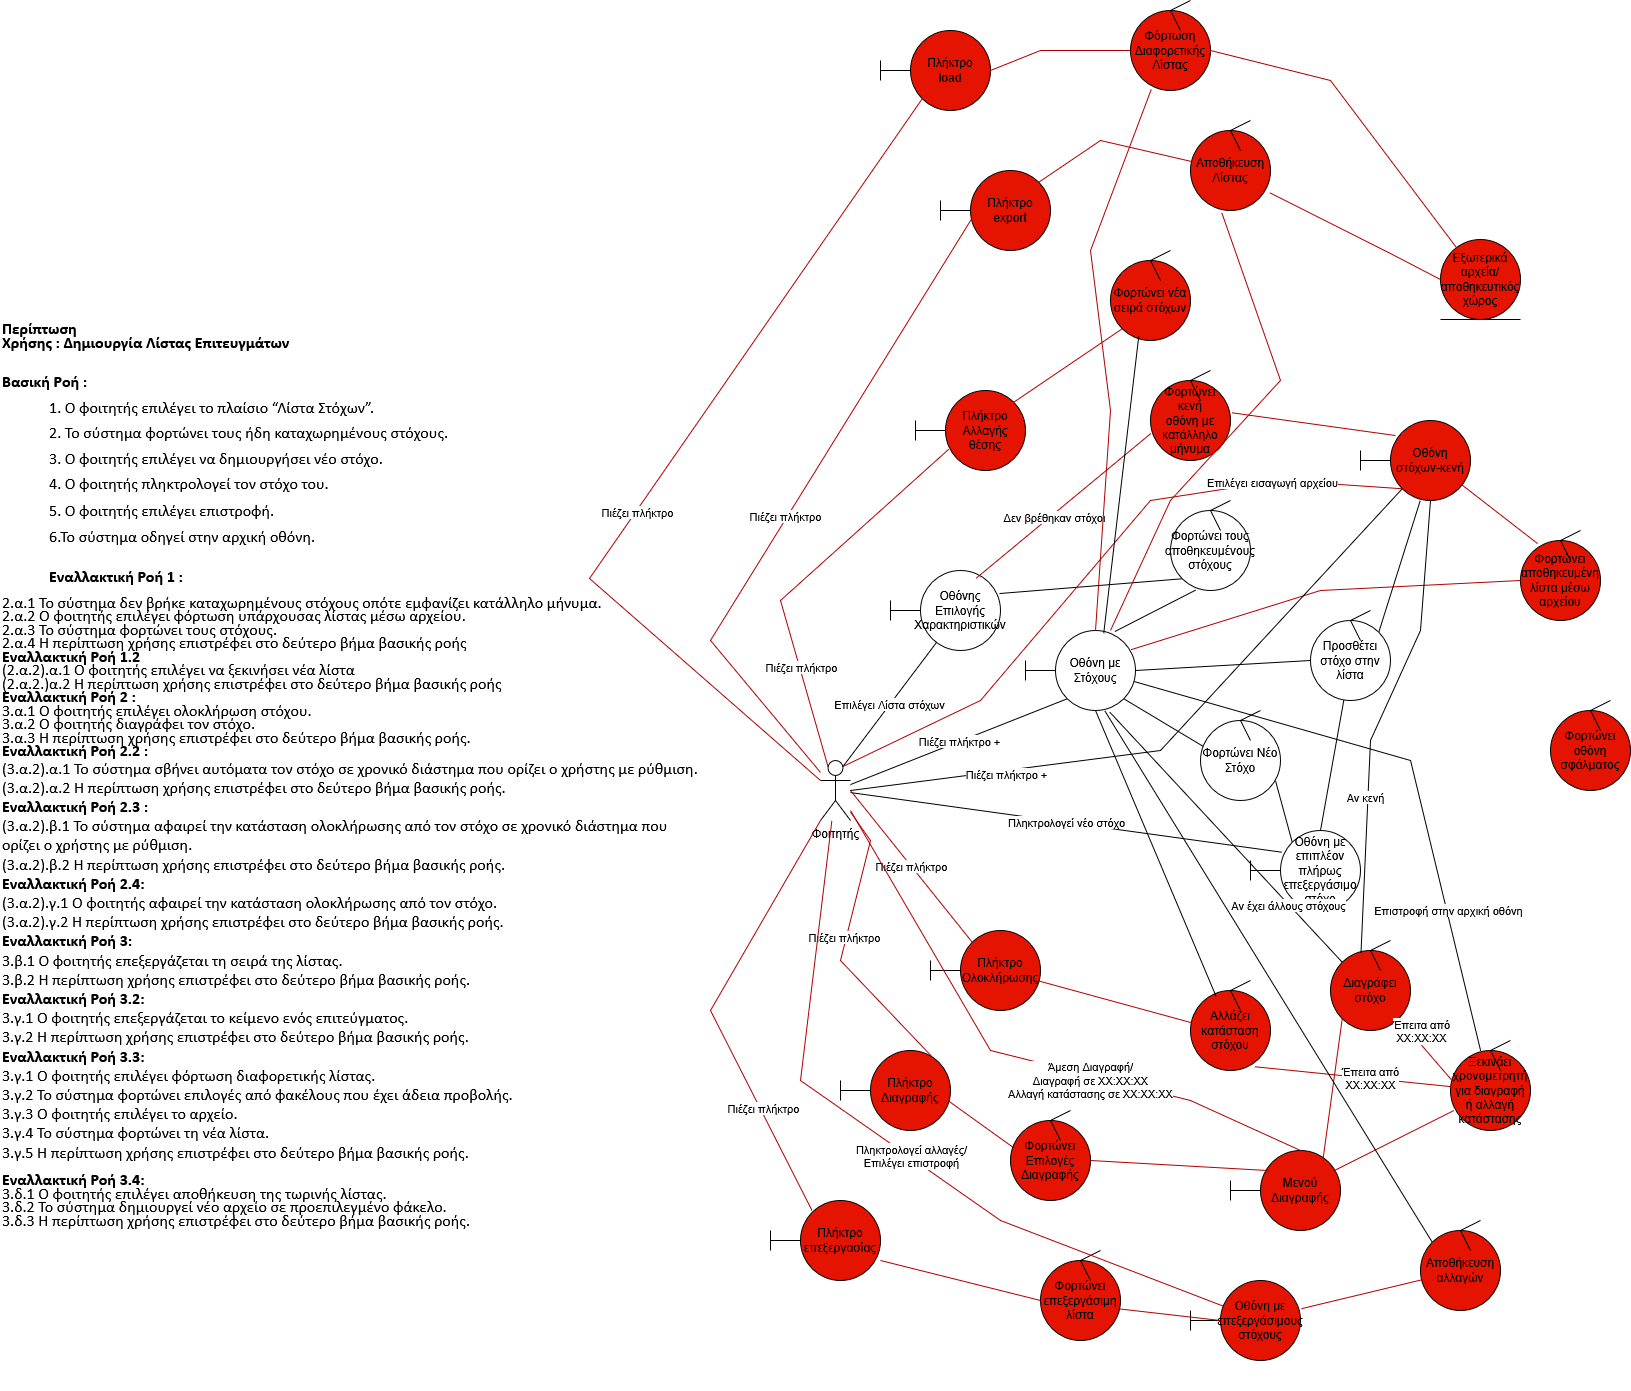 Περίπτωση
Χρήσης : Δημιουργία Λίστας Επιτευγμάτων
Βασική Ροή :
1. Ο φοιτητής επιλέγει το πλαίσιο “Λίστα Στόχων”.
2. Το σύστημα φορτώνει τους ήδη καταχωρημένους στόχους.
3. Ο φοιτητής επιλέγει να δημιουργήσει νέο στόχο.
4. Ο φοιτητής πληκτρολογεί τον στόχο του.
5. Ο φοιτητής επιλέγει επιστροφή.
6.Το σύστημα οδηγεί στην αρχική οθόνη.
Εναλλακτική Ροή 1 :
2.α.1 Το σύστημα δεν βρήκε καταχωρημένους στόχους οπότε εμφανίζει κατάλληλο μήνυμα.
2.α.2 Ο φοιτητής επιλέγει φόρτωση υπάρχουσας λίστας μέσω αρχείου.
2.α.3 Το σύστημα φορτώνει τους στόχους.
2.α.4 Η περίπτωση χρήσης επιστρέφει στο δεύτερο βήμα βασικής ροής
Εναλλακτική Ροή 1.2
(2.α.2).α.1 Ο φοιτητής επιλέγει να ξεκινήσει νέα λίστα
(2.α.2.)α.2 Η περίπτωση χρήσης επιστρέφει στο δεύτερο βήμα βασικής ροής
Εναλλακτική Ροή 2 :
3.α.1 Ο φοιτητής επιλέγει ολοκλήρωση στόχου.
3.α.2 Ο φοιτητής διαγράφει τον στόχο.
3.α.3 Η περίπτωση χρήσης επιστρέφει στο δεύτερο βήμα βασικής ροής.
Εναλλακτική Ροή 2.2 :
(3.α.2).α.1 Το σύστημα σβήνει αυτόματα τον στόχο σε χρονικό διάστημα που ορίζει ο χρήστης με ρύθμιση.
(3.α.2).α.2 Η περίπτωση χρήσης επιστρέφει στο δεύτερο βήμα βασικής ροής.
Εναλλακτική Ροή 2.3 :
(3.α.2).β.1 Το σύστημα αφαιρεί την κατάσταση ολοκλήρωσης από τον στόχο σε χρονικό διάστημα που
ορίζει ο χρήστης με ρύθμιση.
(3.α.2).β.2 Η περίπτωση χρήσης επιστρέφει στο δεύτερο βήμα βασικής ροής.
Εναλλακτική Ροή 2.4:
(3.α.2).γ.1 Ο φοιτητής αφαιρεί την κατάσταση ολοκλήρωσης από τον στόχο.
(3.α.2).γ.2 Η περίπτωση χρήσης επιστρέφει στο δεύτερο βήμα βασικής ροής.
Εναλλακτική Ροή 3:
3.β.1 Ο φοιτητής επεξεργάζεται τη σειρά της λίστας.
3.β.2 Η περίπτωση χρήσης επιστρέφει στο δεύτερο βήμα βασικής ροής.
Εναλλακτική Ροή 3.2:
3.γ.1 Ο φοιτητής επεξεργάζεται το κείμενο ενός επιτεύγματος.
3.γ.2 Η περίπτωση χρήσης επιστρέφει στο δεύτερο βήμα βασικής ροής.
Εναλλακτική Ροή 3.3:
3.γ.1 Ο φοιτητής επιλέγει φόρτωση διαφορετικής λίστας.
3.γ.2 Το σύστημα φορτώνει επιλογές από φακέλους που έχει άδεια προβολής.
3.γ.3 Ο φοιτητής επιλέγει το αρχείο.
3.γ.4 Το σύστημα φορτώνει τη νέα λίστα.
3.γ.5 Η περίπτωση χρήσης επιστρέφει στο δεύτερο βήμα βασικής ροής.
Εναλλακτική Ροή 3.4:
3.δ.1 Ο φοιτητής επιλέγει αποθήκευση της τωρινής λίστας.
3.δ.2 Το σύστημα δημιουργεί νέο αρχείο σε προεπιλεγμένο φάκελο.
3.δ.3 Η περίπτωση χρήσης επιστρέφει στο δεύτερο βήμα βασικής ροής.
Πλήκτρο
load
Φόρτωση
Διαφορετικής
Λίστας
Αποθήκευση
Λίστας
Πλήκτρο
export
Εξωτερικά
αρχεία/
αποθηκευτικός
χώρος
Φορτώνει νέα
σειρά στόχων
Πλήκτρο
Αλλαγής
θέσης
Φορτώνει
κενή
οθόνη με
κατάλληλο
μήνυμα
Οθόνη
στόχων-κενή
Επιλέγει εισαγωγή αρχείου
Πιέζει πλήκτρο
Πιέζει πλήκτρο
Δεν βρέθηκαν στόχοι
Φορτώνει τους
αποθηκευμένους
στόχους
Φορτώνει
αποθηκευμένη
λίστα μέσω
αρχείου
Οθόνης
Επιλογής
Χαρακτηριστικών
Πιέζει πλήκτρο
Οθόνη με
Στόχους
Προσθέτει
στόχο στην
λίστα
Επιλέγει Λίστα στόχων
Πιέζει πλήκτρο +
Πιέζει πλήκτρο +
Φορτώνει Νέο
Στόχο
Φορτώνει
οθόνη
σφάλματος
Αν κενή
Φοιτητής
Πληκτρολογεί νέο στόχο
Οθόνη με
επιπλέον
πλήρως
επεξεργάσιμο
στόχο
Πιέζει πλήκτρο
Αν έχει άλλους στόχους
Επιστροφή στην αρχική οθόνη
Πιέζει πλήκτρο
Πλήκτρο
Ολοκλήρωσης
Διαγράφει
στόχο
Αλλάζει
κατάσταση
στόχου
Έπειτα από
XX:XX:XX
Έπειτα από
XX:XX:XX
Ξεκινάει
χρονομετρητή
για διαγραφή
ή αλλαγή
κατάστασης
Άμεση Διαγραφή/
Διαγραφή σε XX:XX:XX
Αλλαγή κατάστασης σε XX:XX:XX
Πλήκτρο
Διαγραφής
Πιέζει πλήκτρο
Φορτώνει
Επιλογές
Διαγραφής
Πληκτρολογεί αλλαγές/
Επιλέγει επιστροφή
Μενού
Διαγραφής
Πλήκτρο
επεξεργασίας
Αποθήκευση
αλλαγών
Φορτώνει
επεξεργάσιμη
λίστα
Οθόνη με
επεξεργάσιμους
στόχους